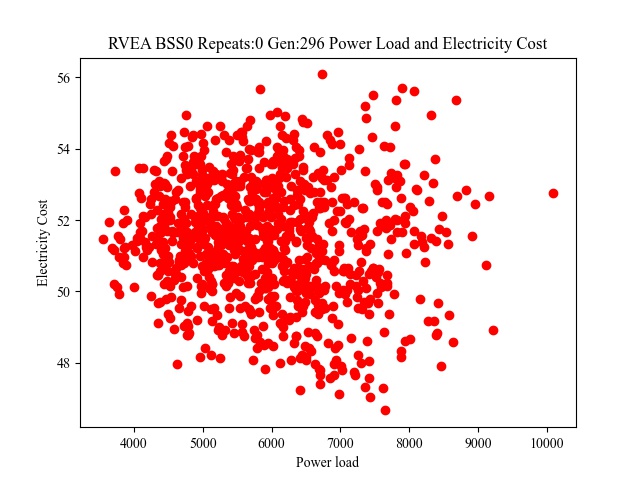 RVEA BSS0 Repeats:0 Gen:296 Power Load and Electricity Cost
Electricity Cost
56
54
52
50
48
4000 5000 6000 7000 8000 9000 10000
Power load